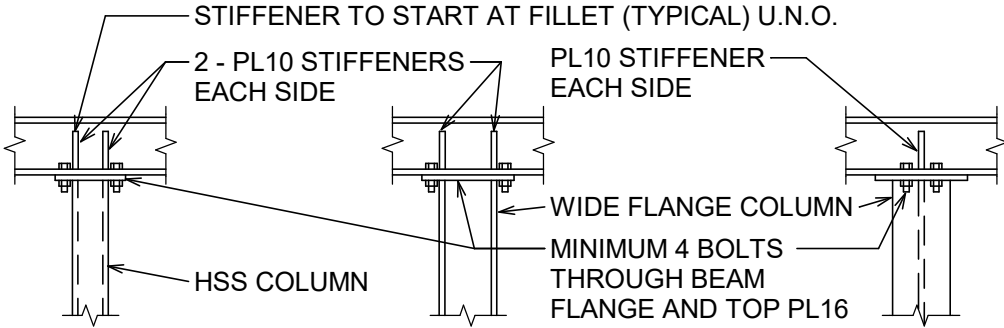 STIFFENER TO START AT FILLET (TYPICAL) U.N.O.
2 - PL10 STIFFENERS
EACH SIDE
PL10 STIFFENER
EACH SIDE
WIDE FLANGE COLUMN
HSS COLUMN
MINIMUM 4 BOLTS
THROUGH BEAM
FLANGE AND TOP PL16